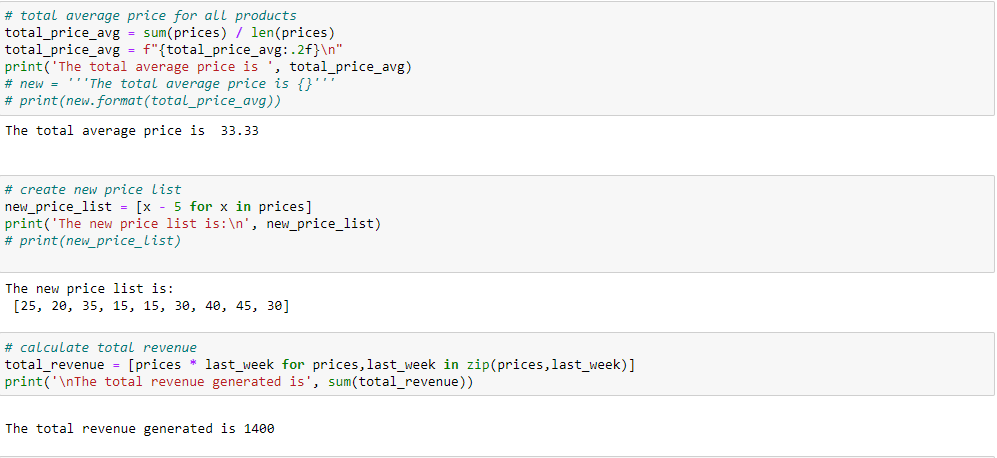 # total average price for all products
total_price_avg = sum(prices) / len(prices)
total_price_avg = f"{total_price_avg:.2f}\n"
print('The total average price is ', total_price_avg)
# new = '''The total average price is {}'''
# print(new.format(total_price_avg))
The total average price is  33.33
# create new price list
new_price_list = [x - 5 for x in prices]
print('The new price list is:\n', new_price_list)
# print(new_price_list)
The new price list is:
 [25, 20, 35, 15, 15, 30, 40, 45, 30]
# calculate total revenue
total_revenue = [prices * last_week for prices,last_week in zip(prices,last_week)]
print('\nThe total revenue generated is', sum(total_revenue))
The total revenue generated is 1400